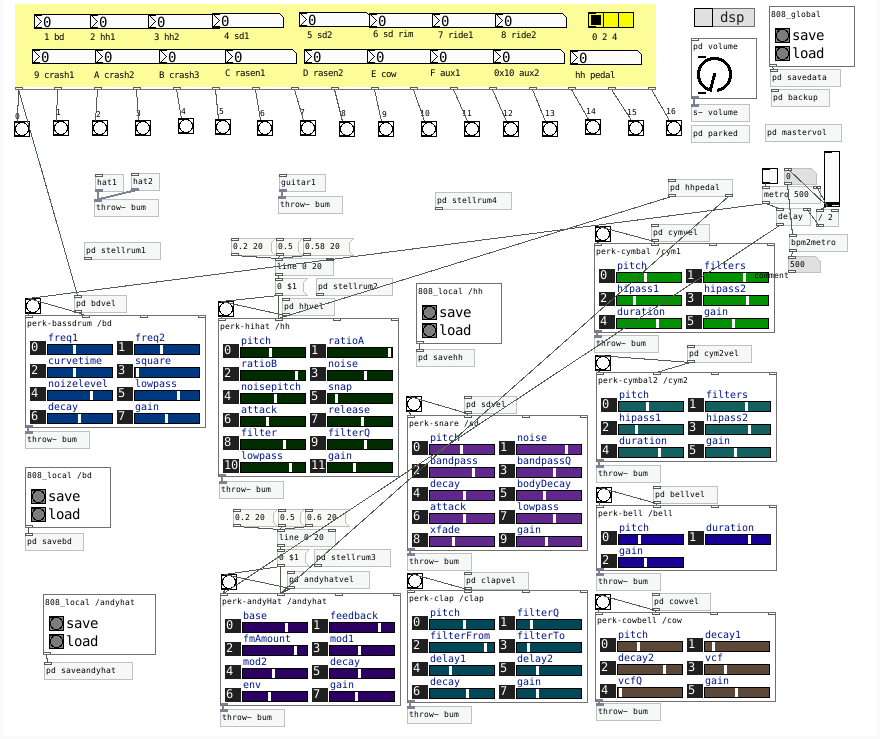 0 0 0 0 0 0 0 0
1 bd 2 hh1 3 hh2 4 sd1 5 sd2 6 sd rim 7 ride1 8 ride2 0 2 4
0 0 0 0 0 0 0 0 0
9 crash1 A crash2 B crash3 C rasen1 D rasen2 E cow F aux1 0x10 aux2 hh pedal
dsp
808_global
save
load
pd volume
pd savedata
pd backup
s~ volume
pd parked
pd mastervol
0 1 2 3 4 5 6 7 8 9 10 11 12 13 14 15 16
hat1 hat2
throw~ bum
guitar1
throw~ bum
pd stellrum4
pd hhpedal
0
metro 500
delay / 2
bpm2metro
500
comment
pd stellrum1
0.2 20 0.5 0.58 20
line 0 20
0 $1 pd stellrum2
pd hhvel
pd bdvel
perk-bassdrum /bd
freq1 freq2
0 1
curvetime square
2 3
noizelevel lowpass
4 5
decay gain
6 7
throw~ bum
808_local /bd
save
load
pd savebd
perk-hihat /hh
pitch ratioA
0 1
ratioB noise
2 3
noisepitch snap
4 5
attack release
6 7
filter filterQ
8 9
lowpass gain
10 11
throw~ bum
808_local /hh
save
load
pd savehh
pd cymvel
perk-cymbal /cym1
pitch filters
0 1
hipass1 hipass2
2 3
duration gain
4 5
throw~ bum
pd cym2vel
perk-cymbal2 /cym2
pitch filters
0 1
hipass1 hipass2
2 3
duration gain
4 5
throw~ bum
pd sdvel
perk-snare /sd
pitch noise
0 1
bandpass bandpassQ
2 3
decay bodyDecay
4 5
attack lowpass
6 7
xfade gain
8 9
throw~ bum
pd bellvel
perk-bell /bell
pitch duration
0 1
gain
2
throw~ bum
0.2 20 0.5 0.6 20
line 0 20
0 $1 pd stellrum3
pd andyhatvel
perk-andyHat /andyhat
base feedback
0 1
fmAmount mod1
2 3
mod2 decay
4 5
env gain
6 7
throw~ bum
808_local /andyhat
save
load
pd saveandyhat
pd clapvel
perk-clap /clap
pitch filterQ
0 1
filterFrom filterTo
2 3
delay1 delay2
4 5
decay gain
6 7
throw~ bum
pd cowvel
perk-cowbell /cow
pitch decay1
0 1
decay2 vcf
2 3
vcfQ gain
4 5
throw~ bum